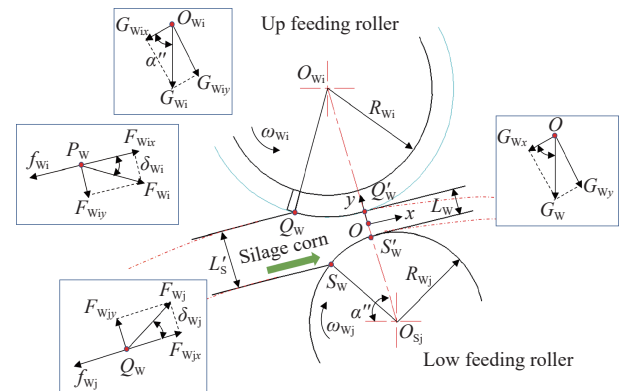 Up feeding roller
O_Wi
G_Wix
α''
G_Wi
G_Wiy
O_Wi
R_Wi
ω_Wi
P_W
F_Wix
f_Wi
δ_Wi
F_Wi
F_Wiy
O
G_Wx
G_Wy
G_W
y
Q'_W
L_W
x
O
Q_W
S'_W
L'_S
Silage corn
S_W
R_Wj
F_Wj
F_Wjy
δ_Wj
F_Wjx
Q_W
f_Wj
ω_Wj
α''
O_Sj
Low feeding roller